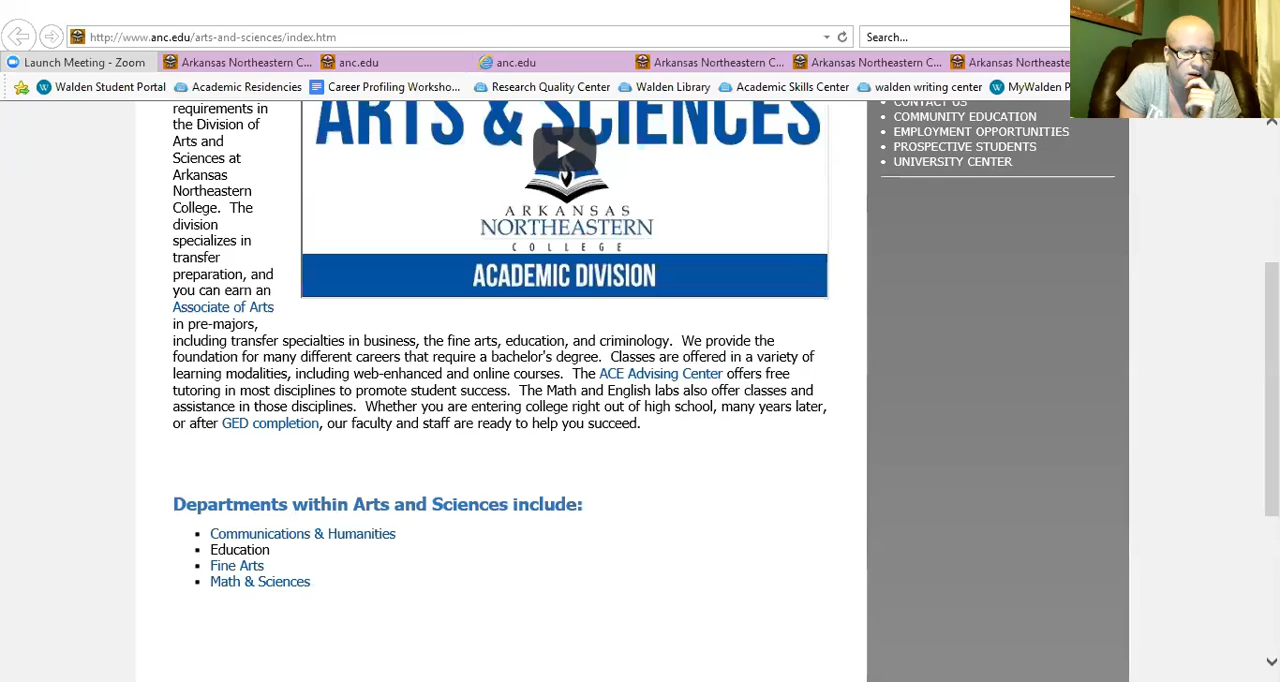 http://www.anc.edu/arts-and-sciences/index.htm
Search...
Launch Meeting - Zoom
Arkansas Northeastern C...
anc.edu
anc.edu
Arkansas Northeastern C...
Arkansas Northeastern C...
Arkansas Northeaste
Walden Student Portal
Academic Residencies
Career Profiling Worksho...
Research Quality Center
Walden Library
Academic Skills Center
walden writing center
MyWalden P
requirements in
the Division of
Arts and
Sciences at
Arkansas
Northeastern
College. The
division
specializes in
transfer
preparation, and
you can earn an
Associate of Arts
in pre-majors,
including transfer specialties in business, the fine arts, education, and criminology. We provide the
foundation for many different careers that require a bachelor's degree. Classes are offered in a variety of
learning modalities, including web-enhanced and online courses. The ACE Advising Center offers free
tutoring in most disciplines to promote student success. The Math and English labs also offer classes and
assistance in those disciplines. Whether you are entering college right out of high school, many years later,
or after GED completion, our faculty and staff are ready to help you succeed.
ARTS & SCIENCES
ARKANSAS
NORTHEASTERN
COLLEGE
ACADEMIC DIVISION
Departments within Arts and Sciences include:
Communications & Humanities
Education
Fine Arts
Math & Sciences
CONTACT US
COMMUNITY EDUCATION
EMPLOYMENT OPPORTUNITIES
PROSPECTIVE STUDENTS
UNIVERSITY CENTER